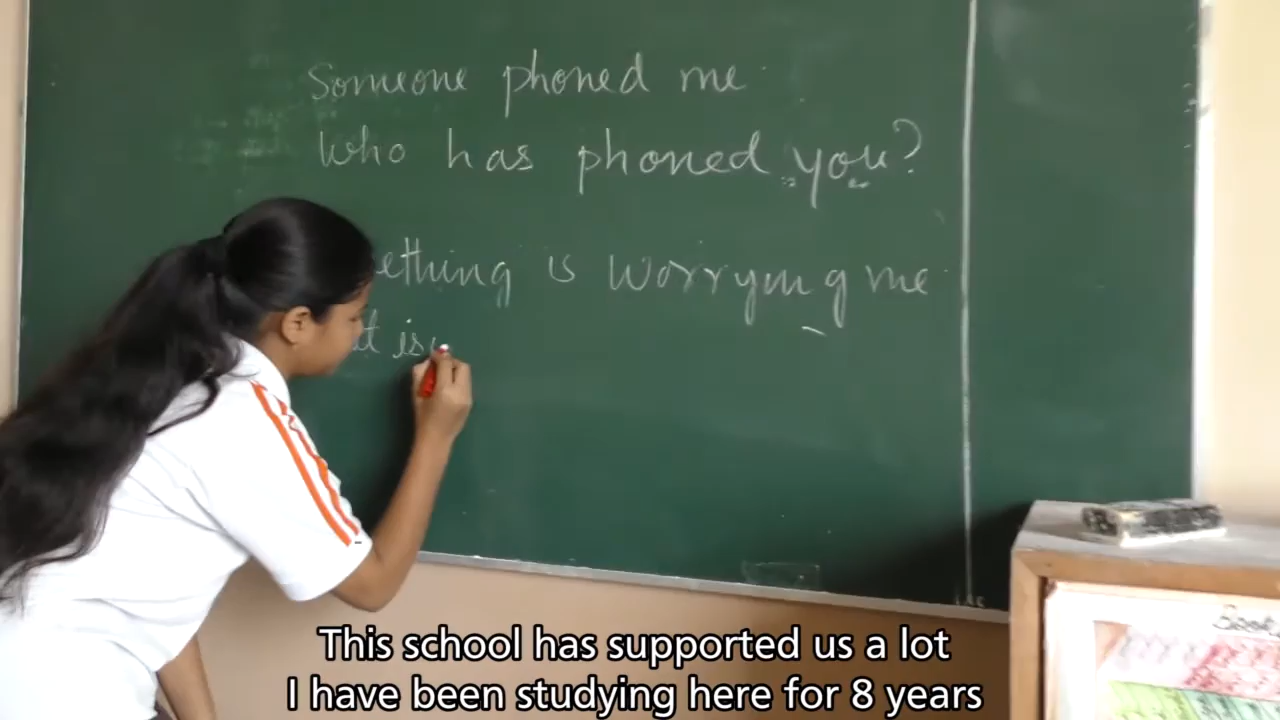 Someone phoned me
Who has phoned you?
ething is worrying me
t is
This school has supported us a lot
I have been studying here for 8 years